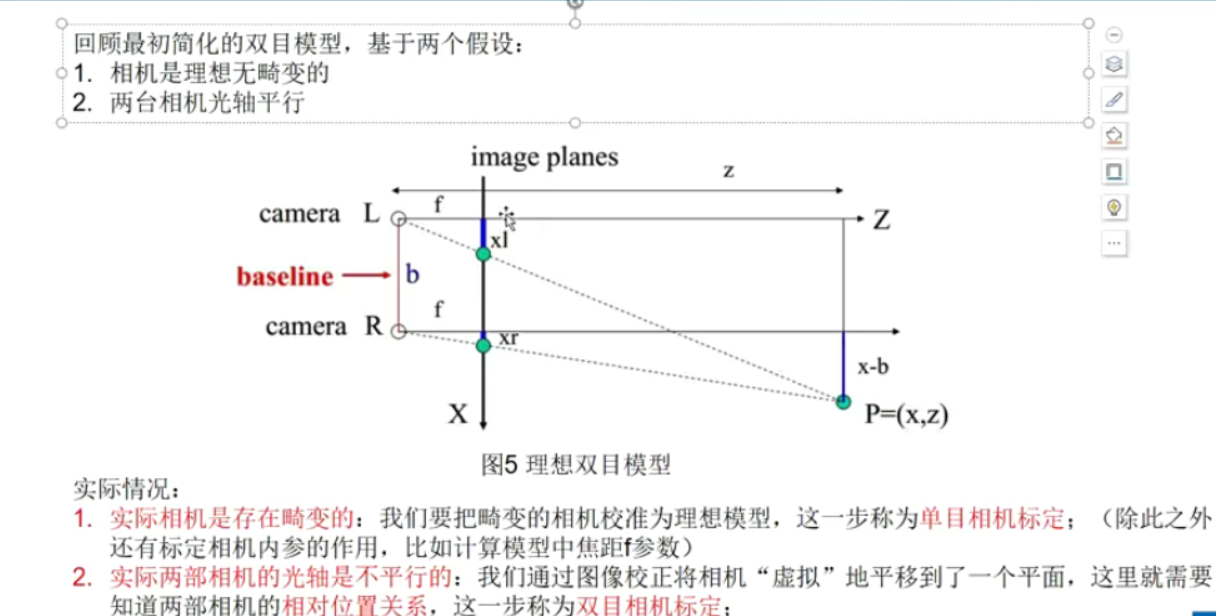 回顾最初简化的双目模型，基于两个假设：
1. 相机是理想无畸变的
2. 两台相机光轴平行
image planes
z
camera L
f
Z
xl
baseline
b
f
camera R
xr
x-b
X
P=(x,z)
图5 理想双目模型
实际情况：
1. 实际相机是存在畸变的：我们要把畸变的相机校准为理想模型，这一步称为单目相机标定；（除此之外
还有标定相机内参的作用，比如计算模型中焦距f参数）
2. 实际两部相机的光轴是不平行的：我们通过图像校正将相机“虚拟”地平移到了一个平面，这里就需要
知道两部相机的相对位置关系，这一步称为双目相机标定；